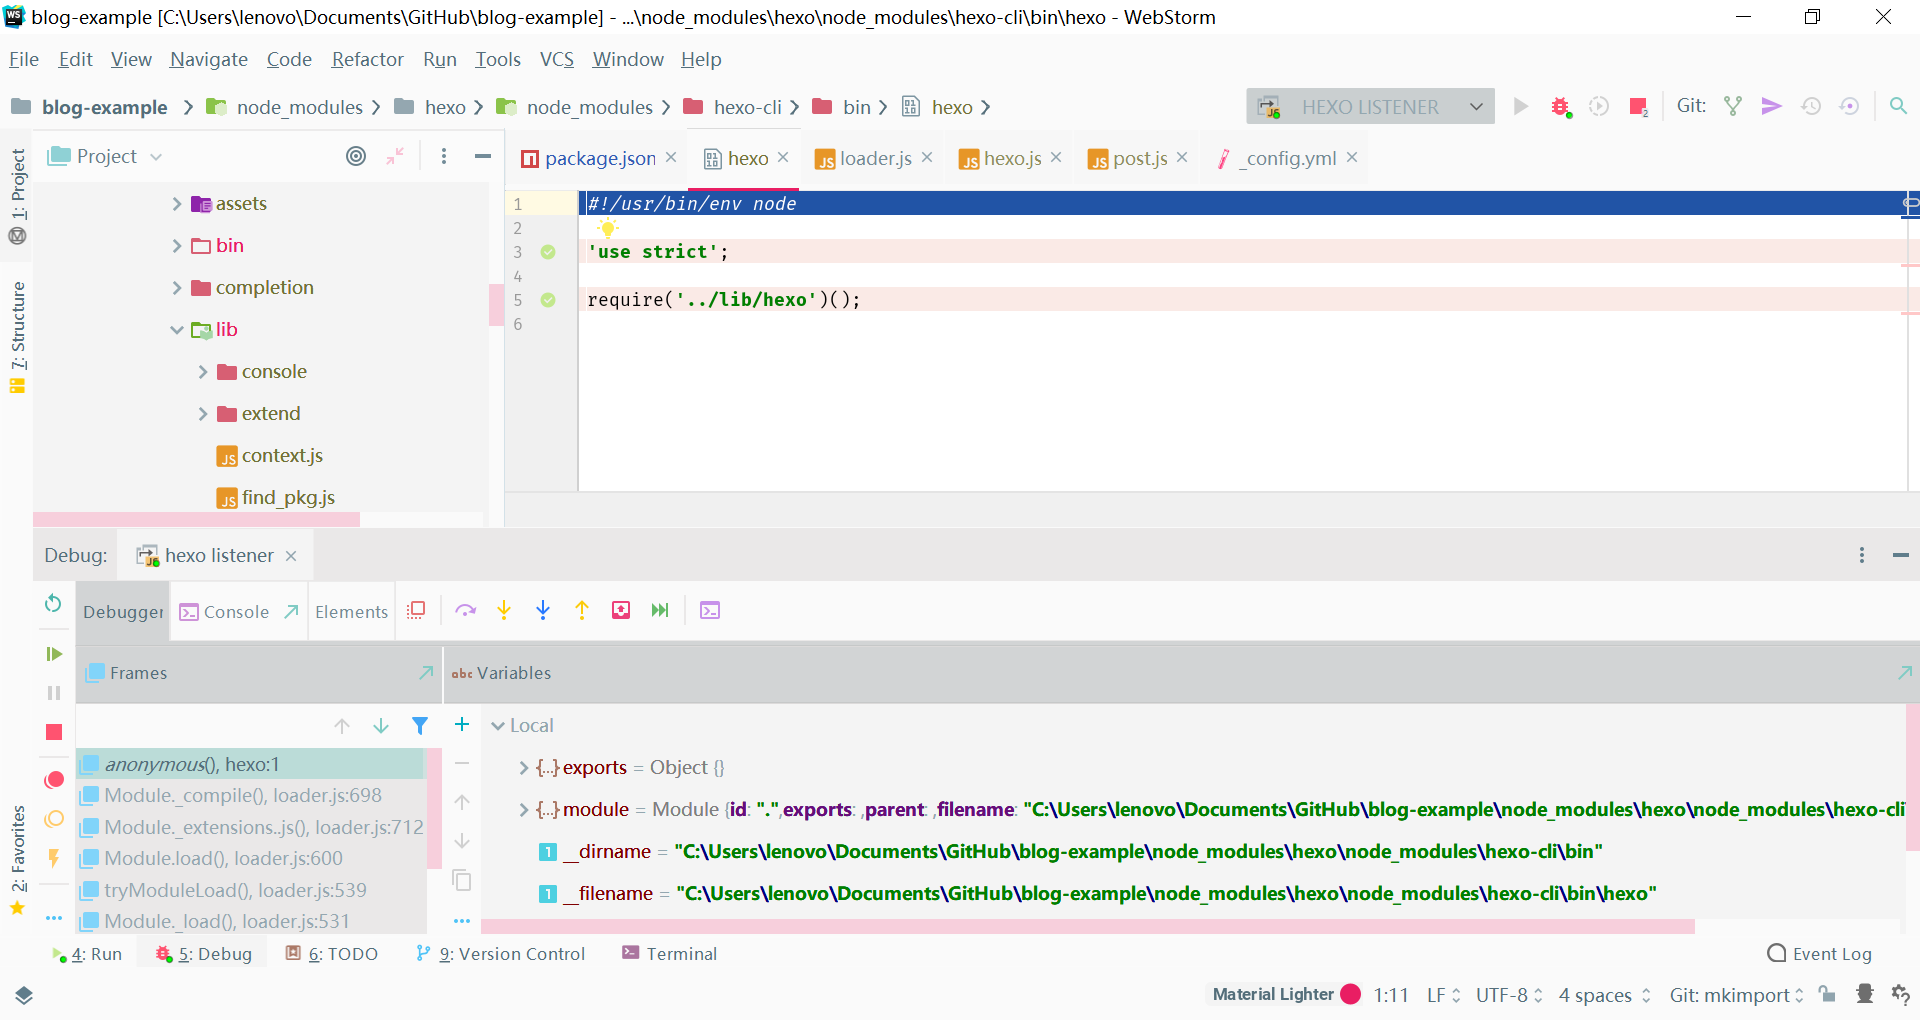 WS blog-example [C:\Users\lenovo\Documents\GitHub\blog-example] - ...\node_modules\hexo\node_modules\hexo-cli\bin\hexo - WebStorm
File Edit View Navigate Code Refactor Run Tools VCS Window Help
blog-example node_modules hexo node_modules hexo-cli bin hexo HEXO LISTENER Git:
1: Project
7: Structure
2: Favorites
Project
package.json hexo loader.js hexo.js post.js _config.yml
assets
bin
completion
lib
console
extend
context.js
find_pkg.js
1 #!/usr/bin/env node
2
3 'use strict';
4
5 require('../lib/hexo')();
6
Debug: hexo listener
Debugger Console Elements
Frames
Variables
anonymous(), hexo:1
Module._compile(), loader.js:698
Module._extensions..js(), loader.js:712
Module.load(), loader.js:600
tryModuleLoad(), loader.js:539
Module._load(), loader.js:531
Local
{...} exports = Object {}
{...} module = Module {id: ".",exports: ,parent: ,filename: "C:\Users\lenovo\Documents\GitHub\blog-example\node_modules\hexo\node_modules\hexo-cli
1 __dirname = "C:\Users\lenovo\Documents\GitHub\blog-example\node_modules\hexo\node_modules\hexo-cli\bin"
1 __filename = "C:\Users\lenovo\Documents\GitHub\blog-example\node_modules\hexo\node_modules\hexo-cli\bin\hexo"
4: Run 5: Debug 6: TODO 9: Version Control Terminal Event Log
Material Lighter 1:11 LF UTF-8 4 spaces Git: mkimport